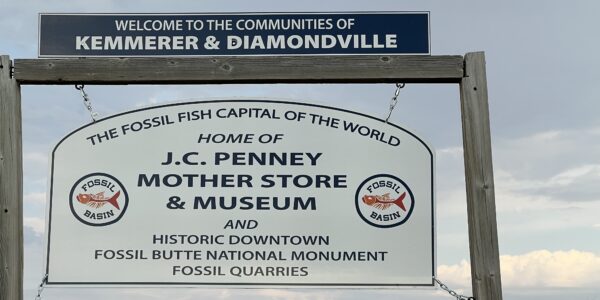 WELCOME TO THE COMMUNITIES OF
KEMMERER & DIAMONDVILLE
THE FOSSIL FISH CAPITAL OF THE WORLD
HOME OF
J.C. PENNEY
MOTHER STORE
& MUSEUM
FOSSIL
BASIN
FOSSIL
BASIN
AND
HISTORIC DOWNTOWN
FOSSIL BUTTE NATIONAL MONUMENT
FOSSIL QUARRIES